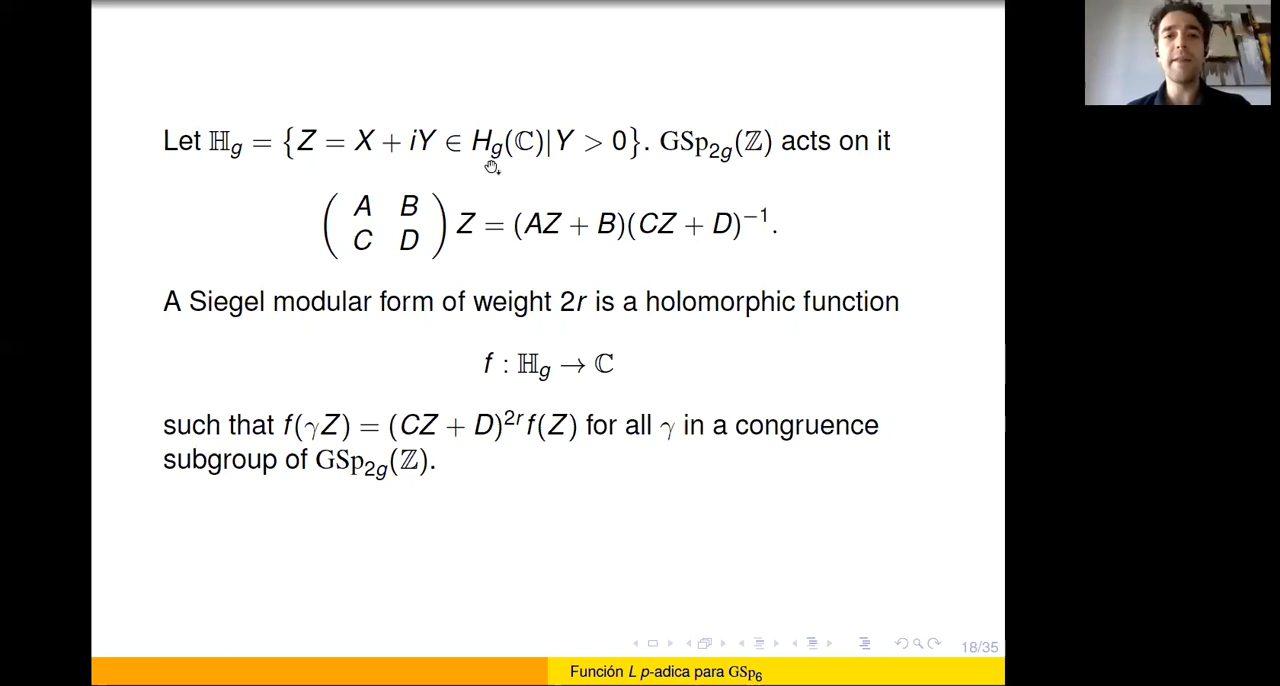 Let ℍ_g = {Z = X + iY ∈ H_g(ℂ)|Y > 0}. GSp_{2g}(ℤ) acts on it
( A B
C D ) Z = (AZ + B)(CZ + D)^{−1}.
A Siegel modular form of weight 2r is a holomorphic function
f : ℍ_g → ℂ
such that f(γZ) = (CZ + D)^{2r} f(Z) for all γ in a congruence
subgroup of GSp_{2g}(ℤ).
18/35
Función L p-adica para GSp_6